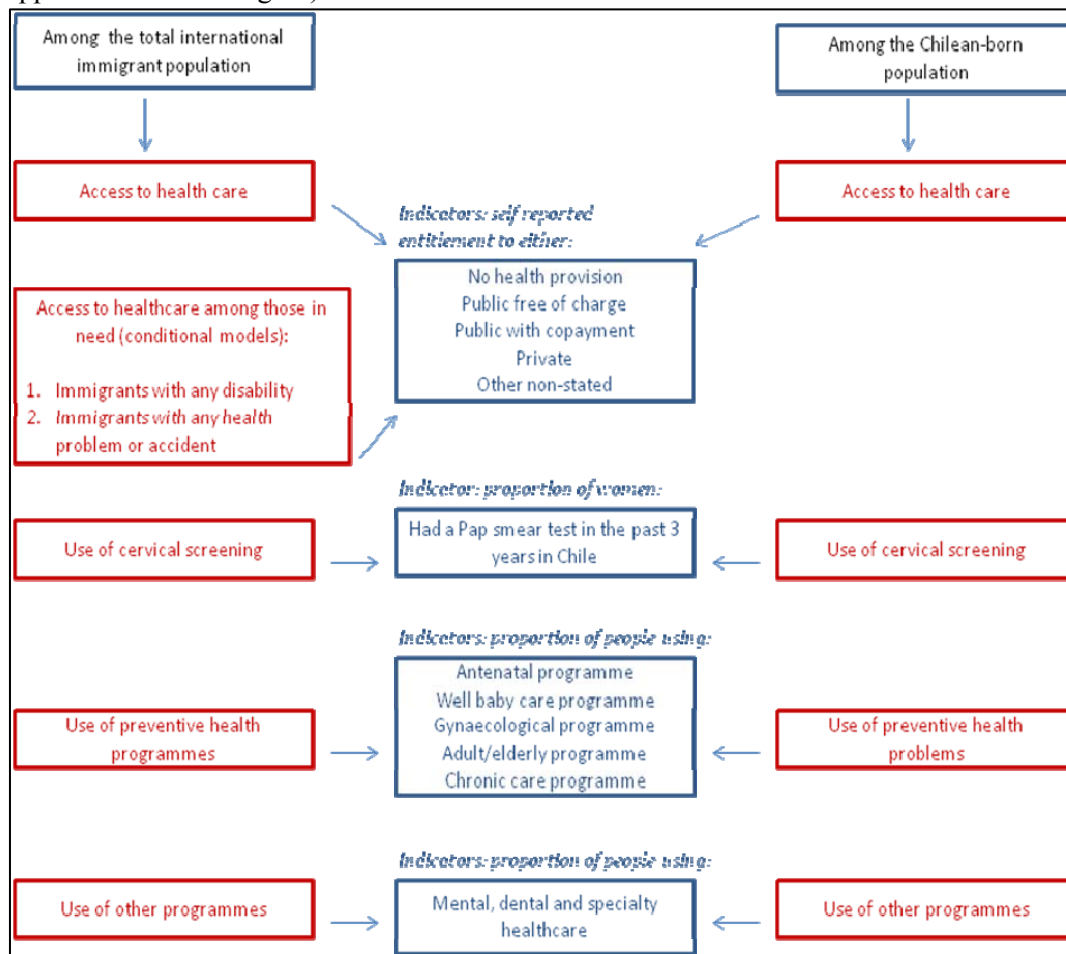 Among the total international
immigrant population
Among the Chilean-born
population
Access to health care
Access to health care
Indicators: self reported
entitlement to either:
No health provision
Public free of charge
Public with copayment
Private
Other non-stated
Access to healthcare among those in
need (conditional models):
1. Immigrants with any disability
2. Immigrants with any health
problem or accident
Indicator: proportion of women:
Use of cervical screening
Had a Pap smear test in the past 3
years in Chile
Use of cervical screening
Indicators: proportion of people using:
Use of preventive health
programmes
Antenatal programme
Well baby care programme
Gynaecological programme
Adult/elderly programme
Chronic care programme
Use of preventive health
problems
Indicators: proportion of people using:
Use of other programmes
Mental, dental and specialty
healthcare
Use of other programmes